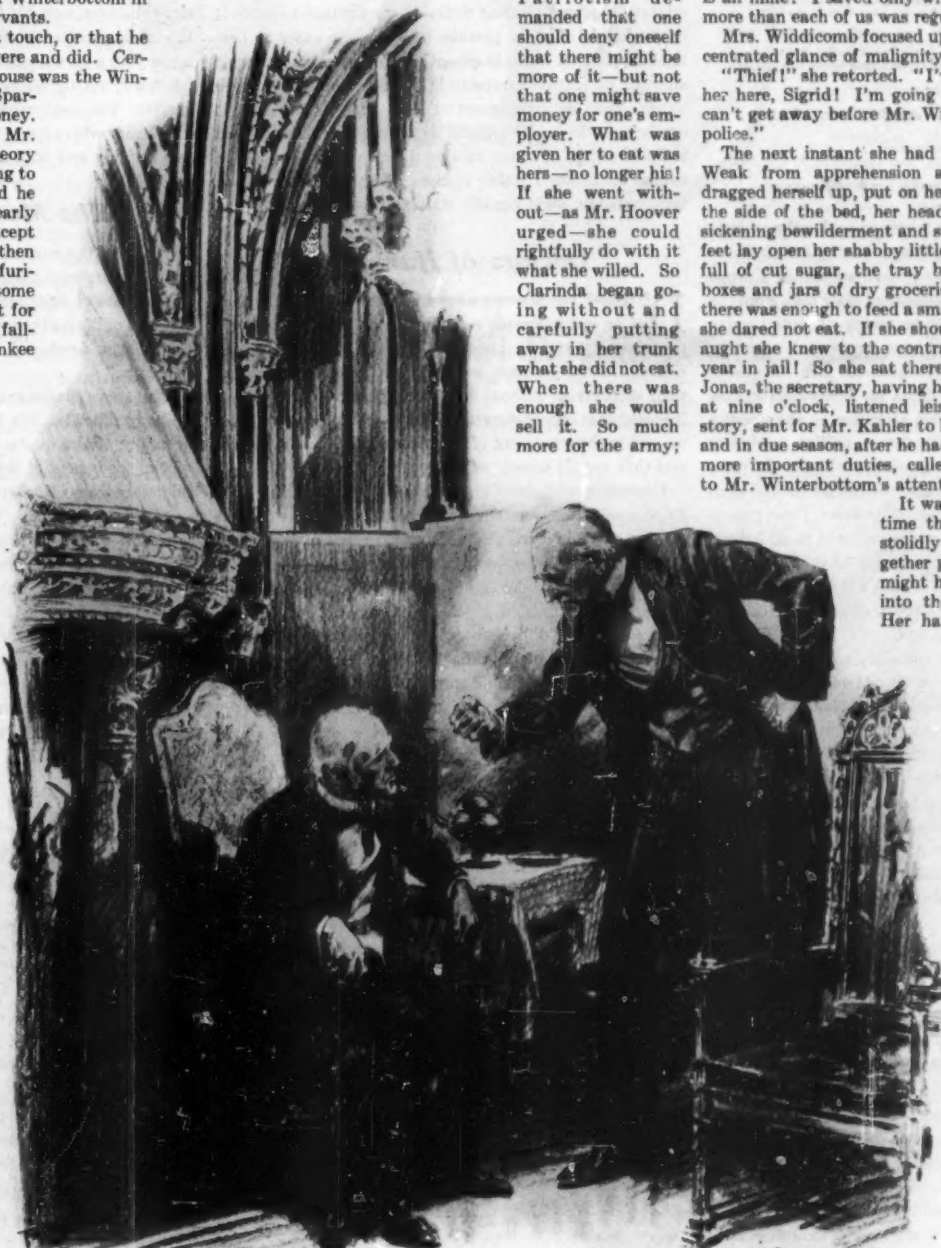 Winterbottom in
vants.
touch, or that he
were and did. Cer-
ouse was the Win-
Spar-
ney.
Mr.
eory
ng to
d he
early
cept
then
furi-
some
t for
fall-
nkee
manded that one
should deny oneself
that there might be
more of it—but not
that one might save
money for one's em-
ployer. What was
given her to eat was
hers—no longer his!
If she went with-
out—as Mr. Hoover
urged—she could
rightfully do with it
what she willed. So
Clarinda began go-
ing without and
carefully putting
away in her trunk
what she did not eat.
When there was
enough she would
sell it. So much
more for the army;
more than each of us was
Mrs. Widdicomb focused
centrated glance of malignity
"Thief!" she retorted. "I'
her here, Sigrid! I'm going
can't get away before Mr. Wi
police."
The next instant she had
Weak from apprehension a
dragged herself up, put on he
the side of the bed, her head
sickening bewilderment and s
feet lay open her shabby little
full of cut sugar, the tray h
boxes and jars of dry groceri
there was enough to feed a sm
she dared not eat. If she shou
aught she knew to the contra
year in jail! So she sat there
Jonas, the secretary, having h
at nine o'clock, listened leis
story, sent for Mr. Kahler to
and in due season, after he ha
more important duties, calle
to Mr. Winterbottom's attent
It wa
time th
stolidly
gether p
might h
into th
Her ha